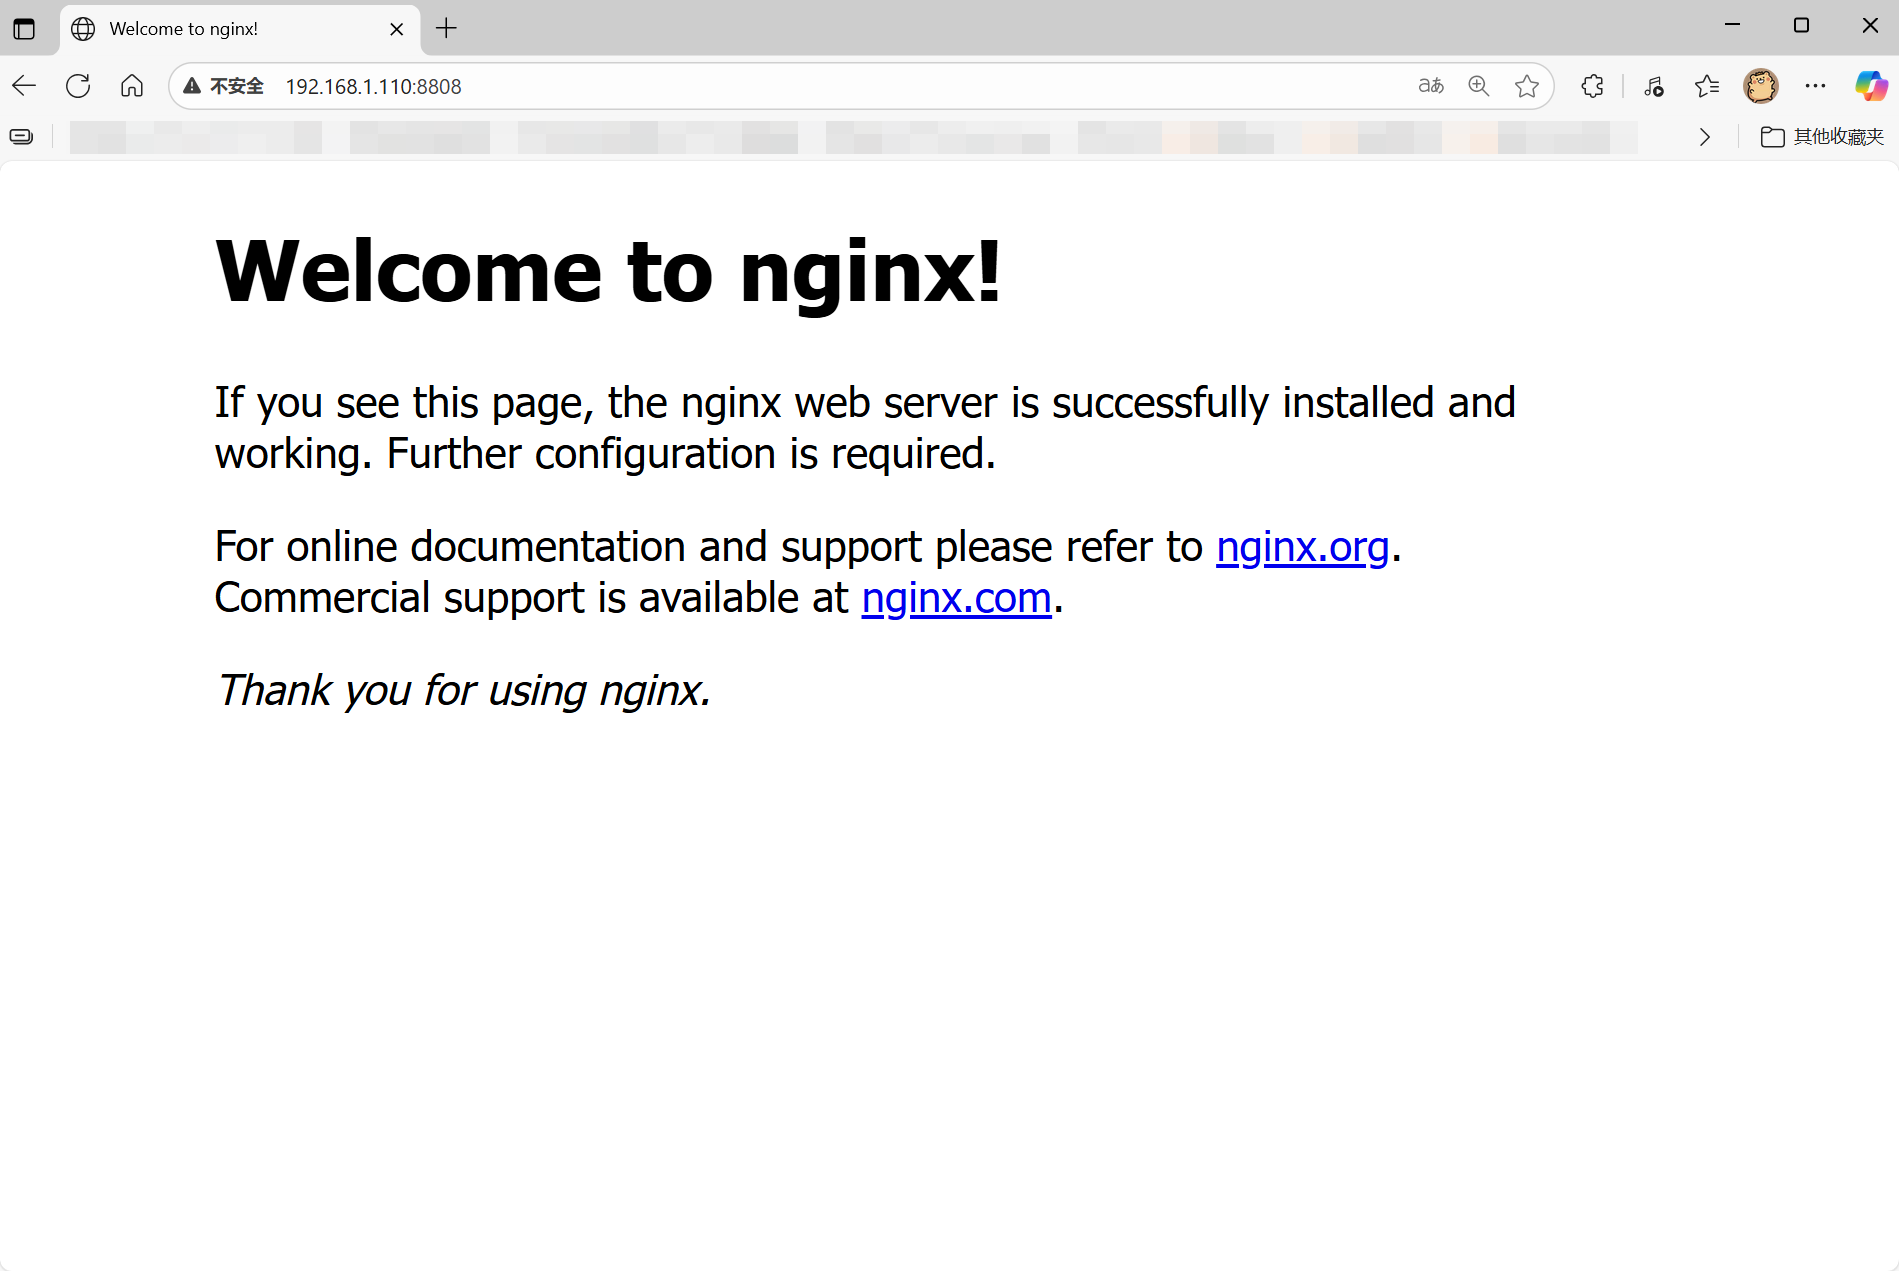 Welcome to nginx!
不安全 192.168.1.110:8808 aあ
其他收藏夹
Welcome to nginx!
If you see this page, the nginx web server is successfully installed and
working. Further configuration is required.
For online documentation and support please refer to nginx.org.
Commercial support is available at nginx.com.
Thank you for using nginx.